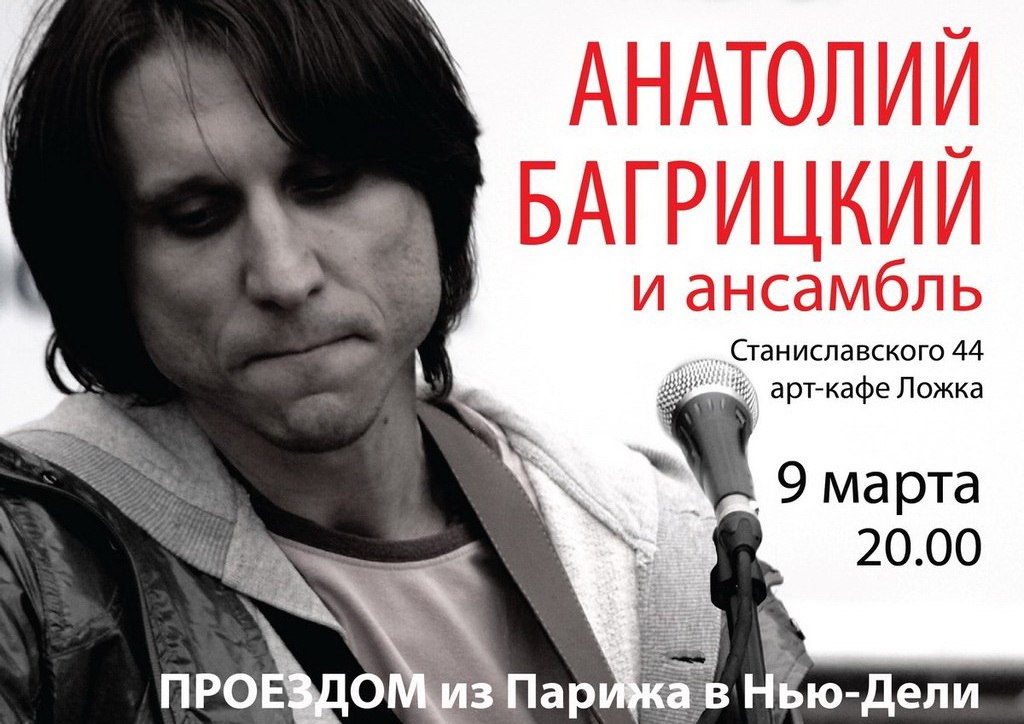 АНАТОЛИЙ
БАГРИЦКИЙ
и ансамбль
Станиславского 44
арт-кафе Ложка
9 марта
20.00
ПРОЕЗДОМ из Парижа в Нью-Дели